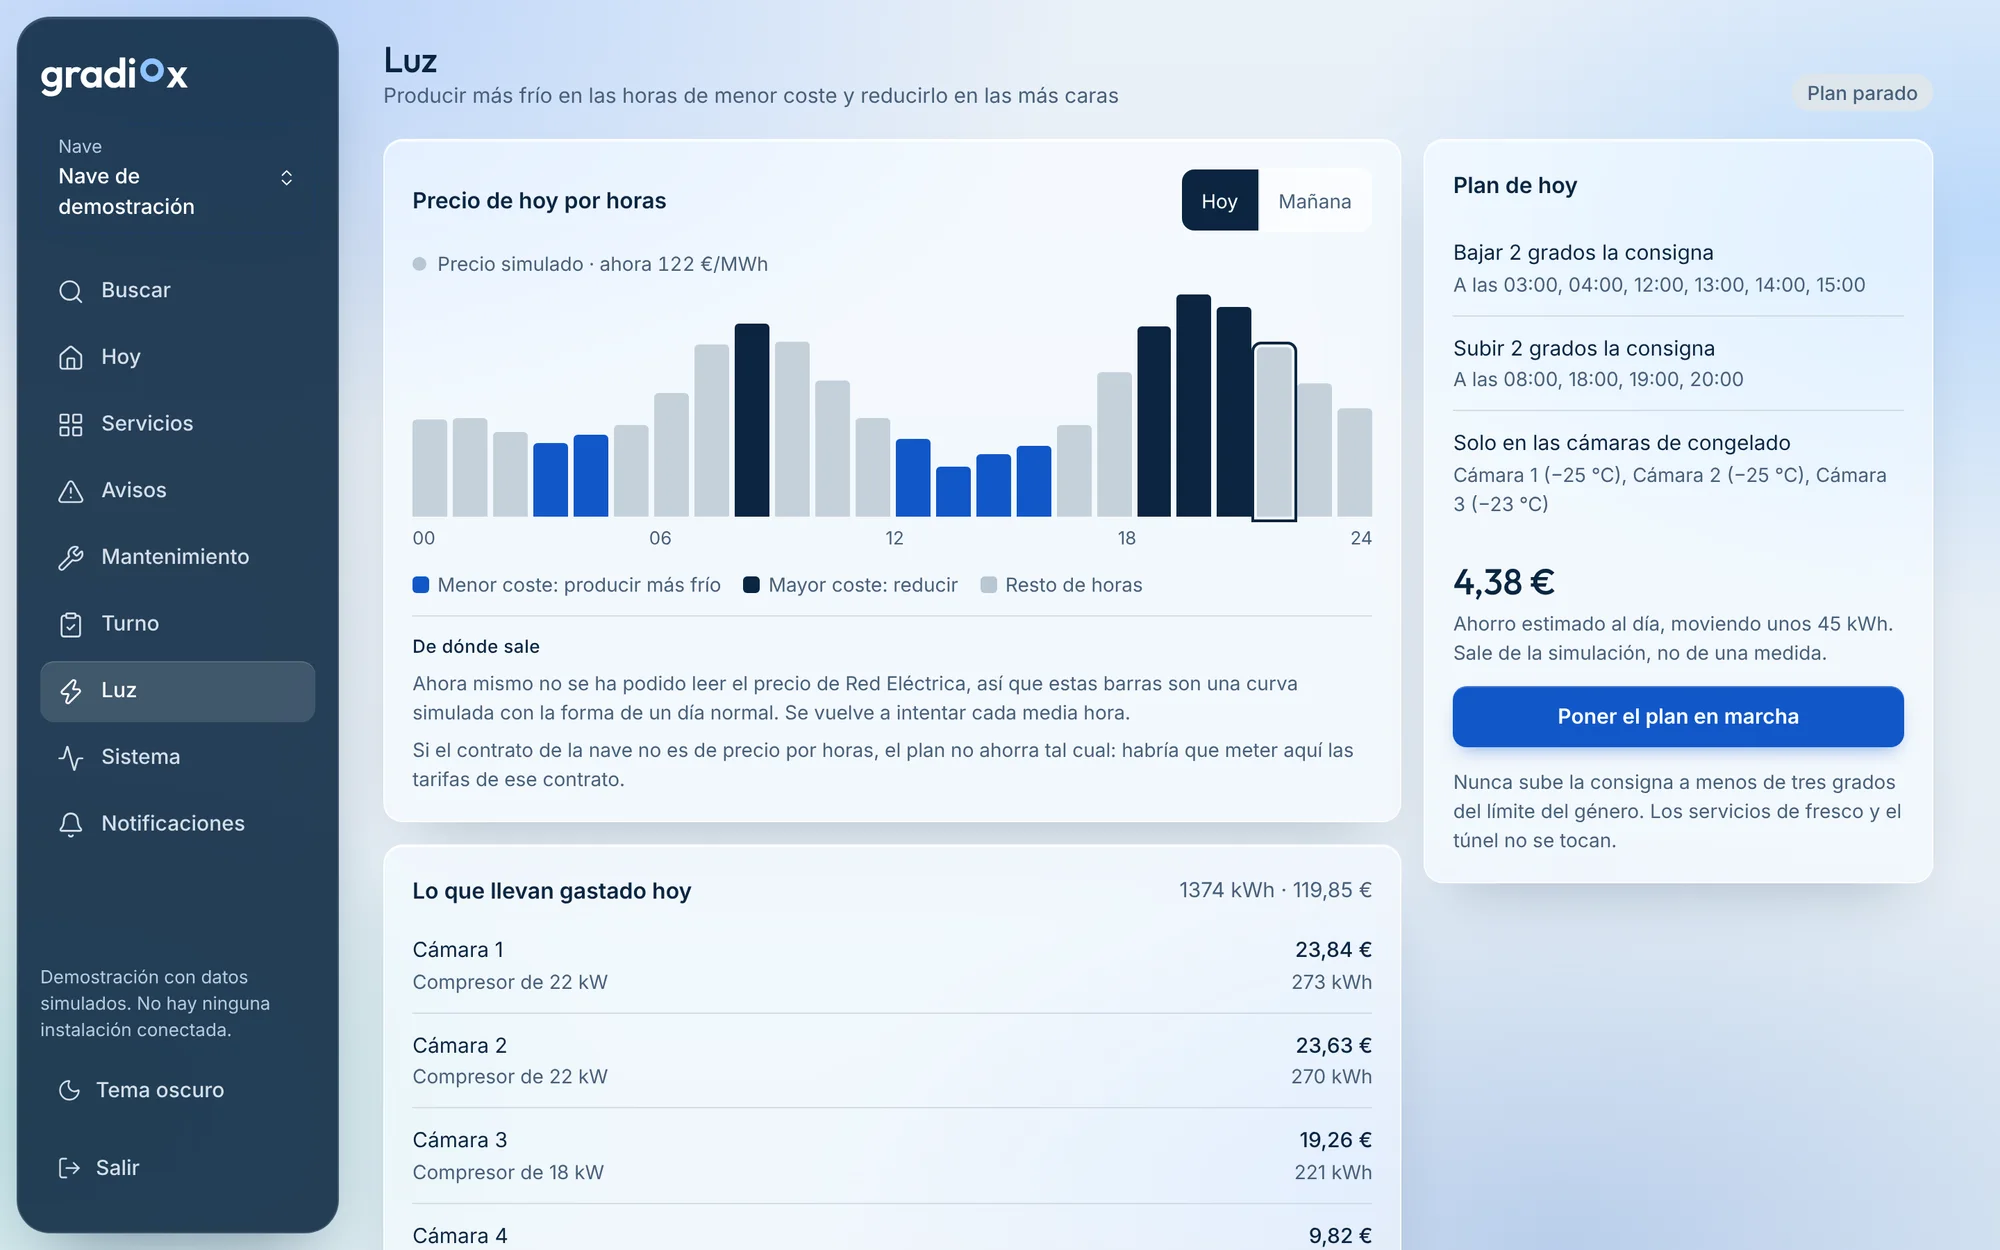 gradiox
Nave
Nave de
demostración
Buscar
Hoy
Servicios
Avisos
Mantenimiento
Turno
Luz
Sistema
Notificaciones
Demostración con datos
simulados. No hay ninguna
instalación conectada.
Tema oscuro
Salir
Luz
Producir más frío en las horas de menor coste y reducirlo en las más caras
Plan parado
Precio de hoy por horas
Hoy
Mañana
Precio simulado · ahora 122 €/MWh
00 06 12 18 24
Menor coste: producir más frío
Mayor coste: reducir
Resto de horas
De dónde sale
Ahora mismo no se ha podido leer el precio de Red Eléctrica, así que estas barras son una curva
simulada con la forma de un día normal. Se vuelve a intentar cada media hora.
Si el contrato de la nave no es de precio por horas, el plan no ahorra tal cual: habría que meter aquí las
tarifas de ese contrato.
Lo que llevan gastado hoy
1374 kWh · 119,85 €
Cámara 1
23,84 €
Compresor de 22 kW
273 kWh
Cámara 2
23,63 €
Compresor de 22 kW
270 kWh
Cámara 3
19,26 €
Compresor de 18 kW
221 kWh
Cámara 4
9,82 €
Plan de hoy
Bajar 2 grados la consigna
A las 03:00, 04:00, 12:00, 13:00, 14:00, 15:00
Subir 2 grados la consigna
A las 08:00, 18:00, 19:00, 20:00
Solo en las cámaras de congelado
Cámara 1 (−25 °C), Cámara 2 (−25 °C), Cámara
3 (−23 °C)
4,38 €
Ahorro estimado al día, moviendo unos 45 kWh.
Sale de la simulación, no de una medida.
Poner el plan en marcha
Nunca sube la consigna a menos de tres grados
del límite del género. Los servicios de fresco y el
túnel no se tocan.